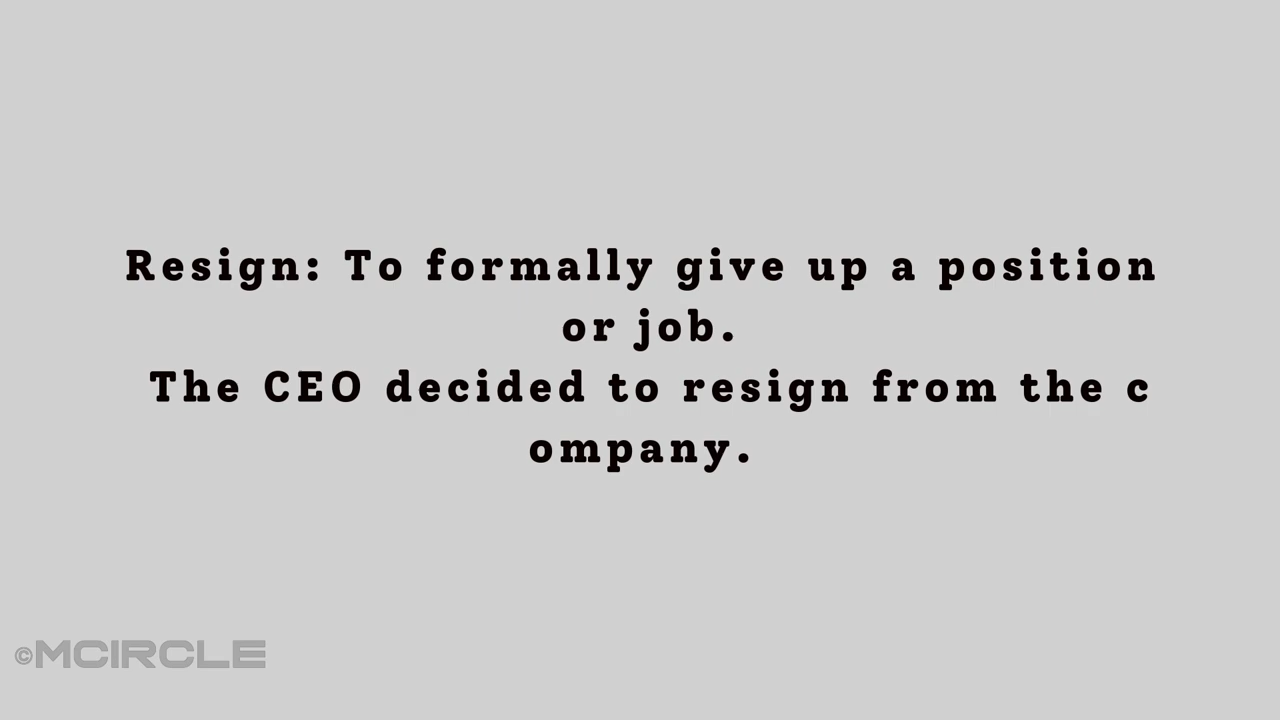 Resign: To formally give up a position
or job.
The CEO decided to resign from the c
ompany.
©MCIRCLE